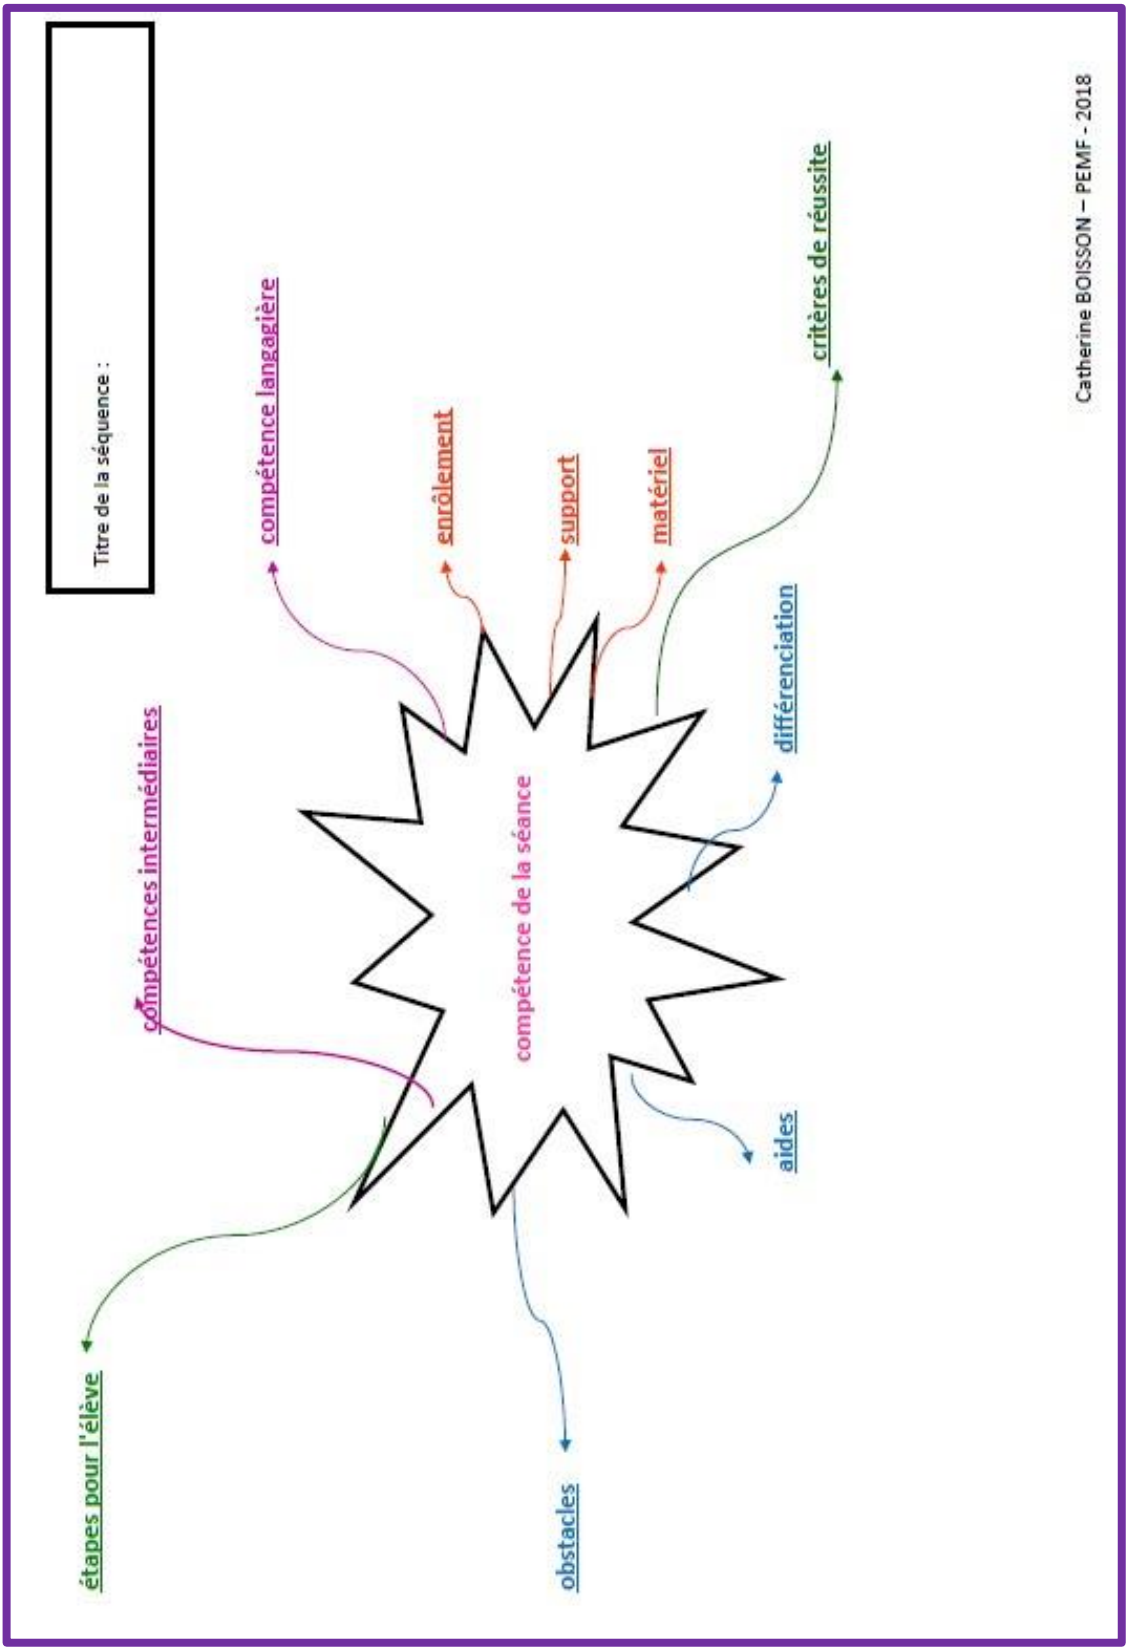 Titre de la séquence :
étapes pour l'élève
compétences intermédiaires
compétence langagière
enrôlement
support
matériel
compétence de la séance
obstacles
aides
différenciation
critères de réussite
Catherine BOISSON – PEMF - 2018